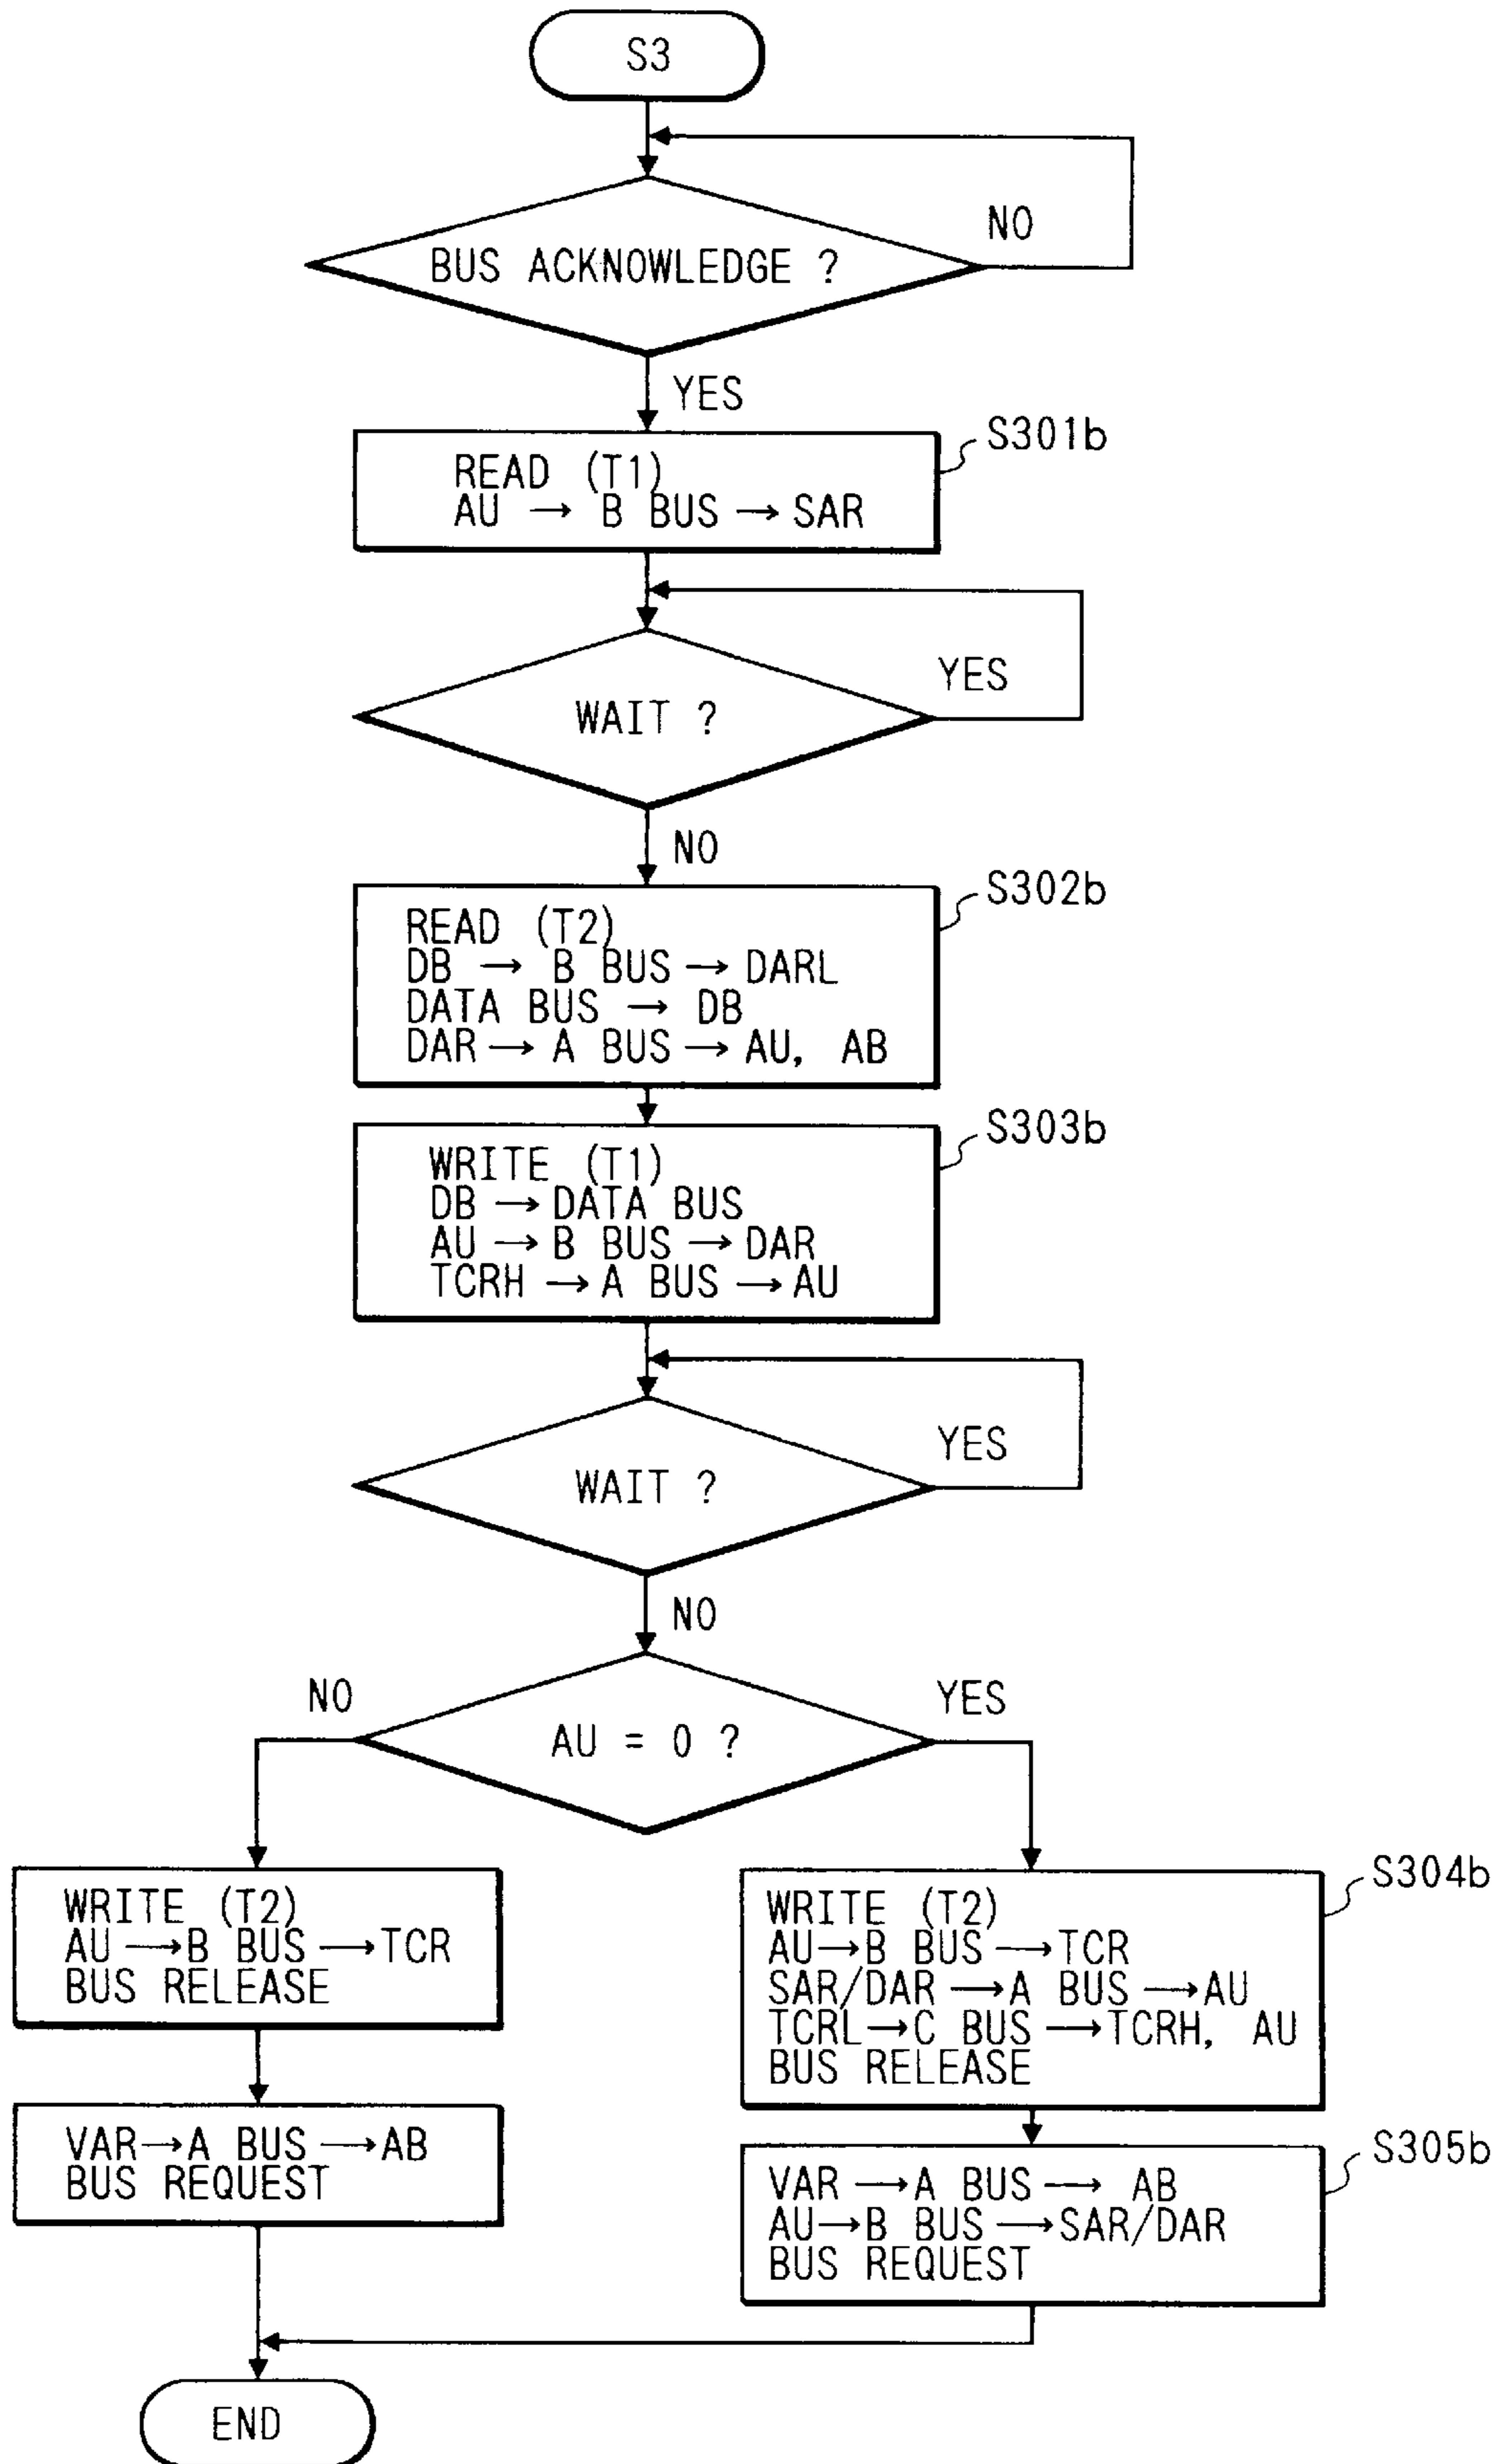 S3
NO
BUS ACKNOWLEDGE ?
YES
S301b
READ (T1)
AU → B BUS → SAR
YES
WAIT ?
NO
S302b
READ (T2)
DB → B BUS → DARL
DATA BUS → DB
DAR → A BUS → AU, AB
S303b
WRITE (T1)
DB → DATA BUS
AU → B BUS → DAR
TCRH → A BUS → AU
YES
WAIT ?
NO
NO
YES
AU = 0 ?
WRITE (T2)
AU → B BUS → TCR
BUS RELEASE
S304b
WRITE (T2)
AU → B BUS → TCR
SAR/DAR → A BUS → AU
TCRL → C BUS → TCRH, AU
BUS RELEASE
VAR → A BUS → AB
BUS REQUEST
S305b
VAR → A BUS → AB
AU → B BUS → SAR/DAR
BUS REQUEST
END